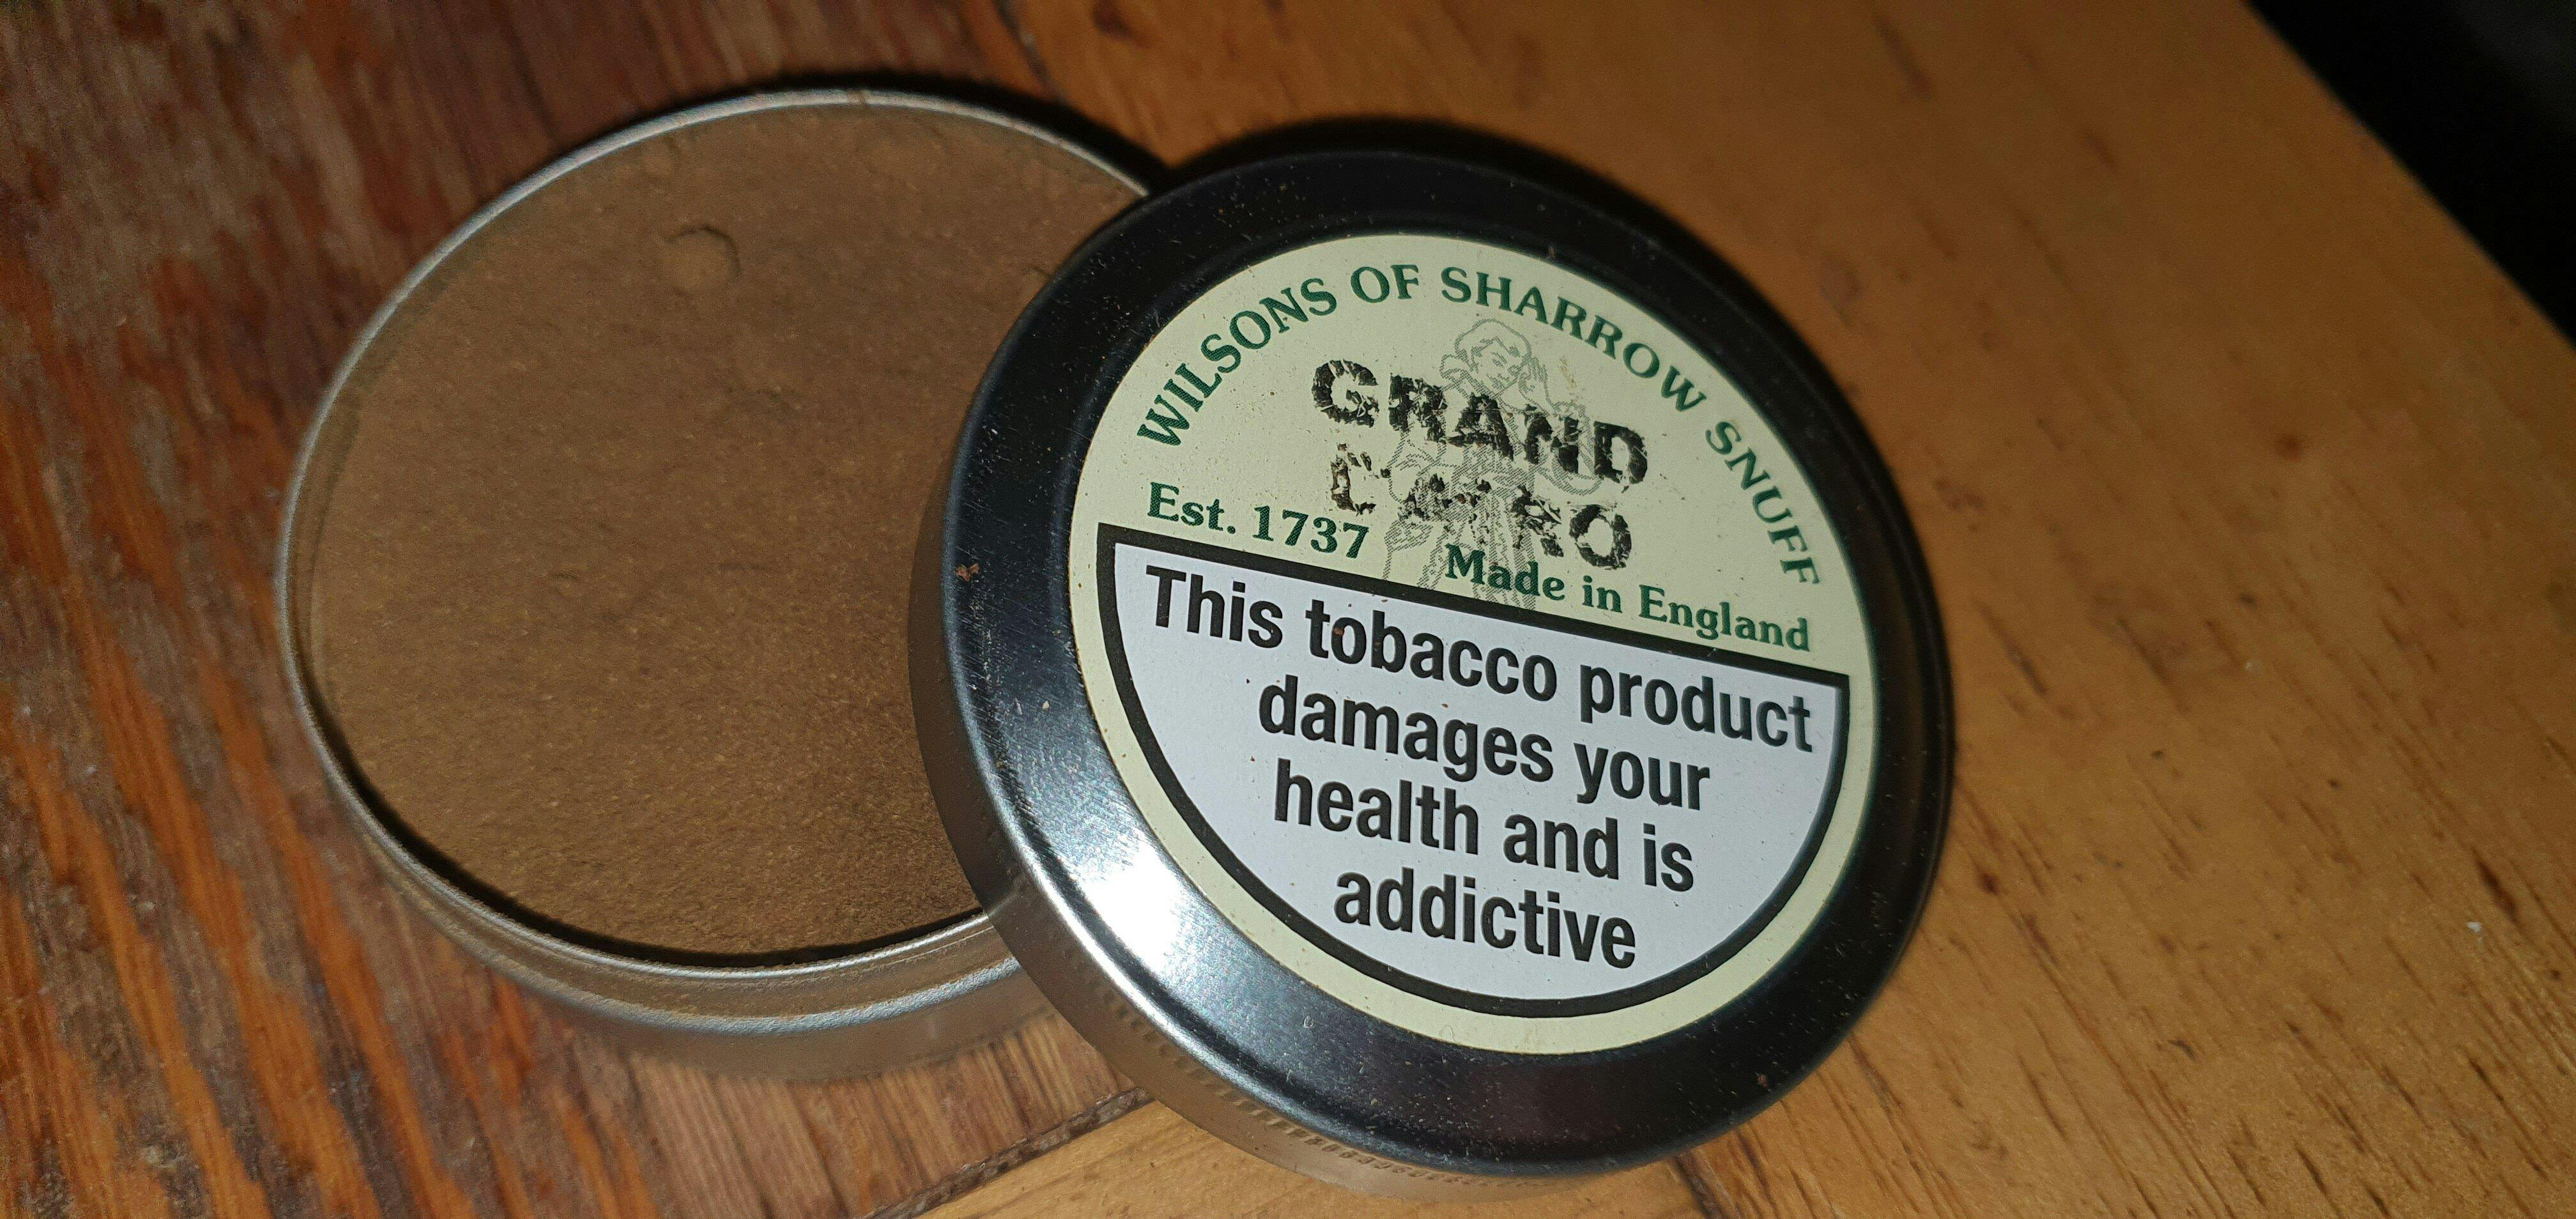 WILSONS OF SHARROW SNUFF
GRAND
CAIRO
Est. 1737
Made in England
This tobacco product
damages your
health and is
addictive